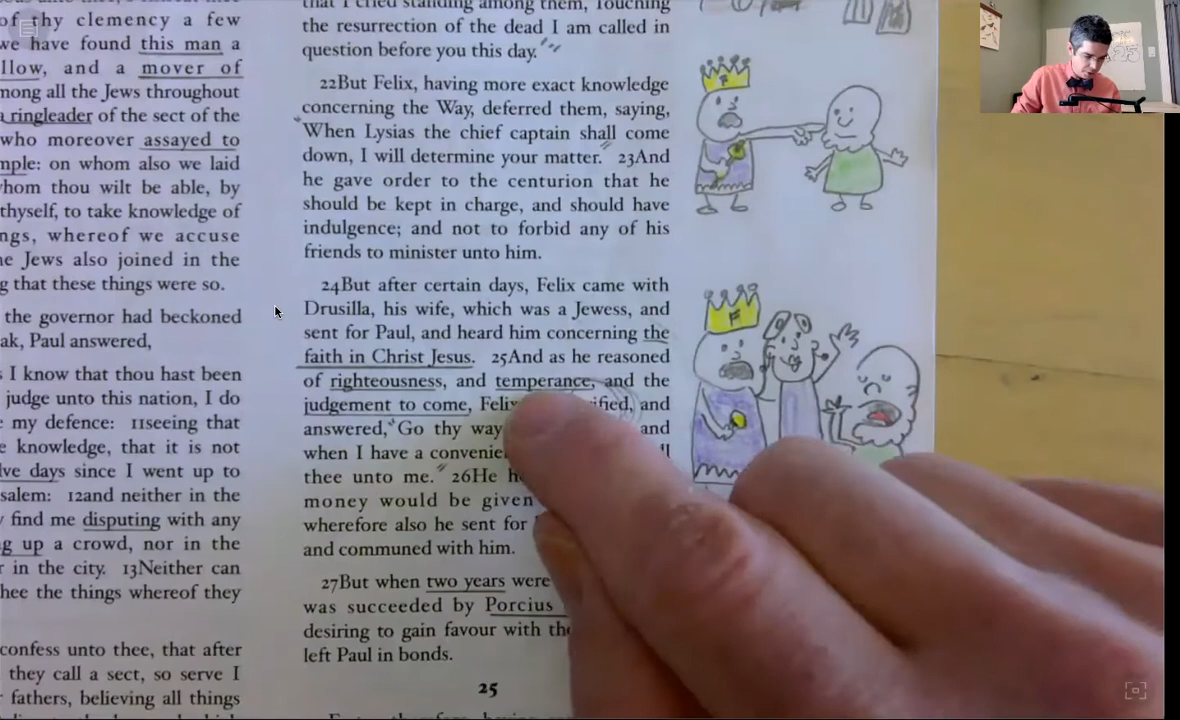 of thy clemency a few
we have found this man a
llow, and a mover of
mong all the Jews throughout
a ringleader of the sect of the
who moreover assayed to
mple: on whom also we laid
whom thou wilt be able, by
thyself, to take knowledge of
ngs, whereof we accuse
he Jews also joined in the
g that these things were so.
the governor had beckoned
ak, Paul answered,
I know that thou hast been
judge unto this nation, I do
e my defence: 11seeing that
e knowledge, that it is not
lve days since I went up to
salem: 12and neither in the
y find me disputing with any
g up a crowd, nor in the
r in the city. 13Neither can
hee the things whereof they
confess unto thee, that after
they call a sect, so serve I
fathers, believing all things
that I cried standing among them, Touching
the resurrection of the dead I am called in
question before you this day.
22But Felix, having more exact knowledge
concerning the Way, deferred them, saying,
"When Lysias the chief captain shall come
down, I will determine your matter. 23And
he gave order to the centurion that he
should be kept in charge, and should have
indulgence; and not to forbid any of his
friends to minister unto him.
24But after certain days, Felix came with
Drusilla, his wife, which was a Jewess, and
sent for Paul, and heard him concerning the
faith in Christ Jesus. 25And as he reasoned
of righteousness, and temperance, and the
judgement to come, Felix ified, and
answered, "Go thy way and
when I have a convenie
thee unto me." 26He h
money would be given
wherefore also he sent for
and communed with him.
27But when two years were
was succeeded by Porcius
desiring to gain favour with the
left Paul in bonds.
25
F
F